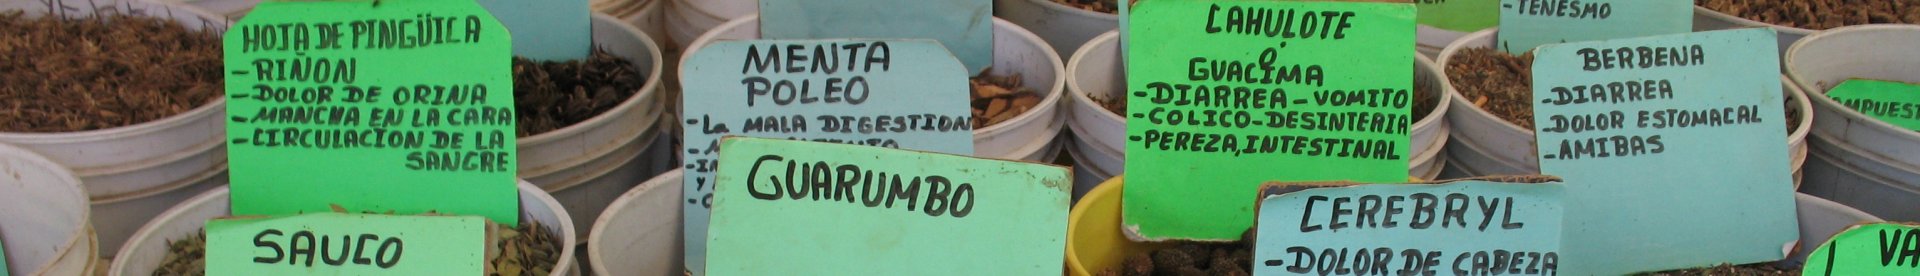 HOJA DE PINGÜICA
-RIÑON
-DOLOR DE ORINA
-MANCHA EN LA CARA
-CIRCULACION DE LA
SANGRE
SAUCO
MENTA
POLEO
-La MALA DIGESTION
GUARUMBO
CAHULOTE
O
GUACIMA
-DIARREA-VOMITO
-COLICO-DESINTERIA
-PEREZA, INTESTINAL
CEREBRYL
-DOLOR DE CABEZA
-TENESMO
BERBENA
-DIARREA
-DOLOR ESTOMACAL
-AMIBAS
OMPUEST
VA